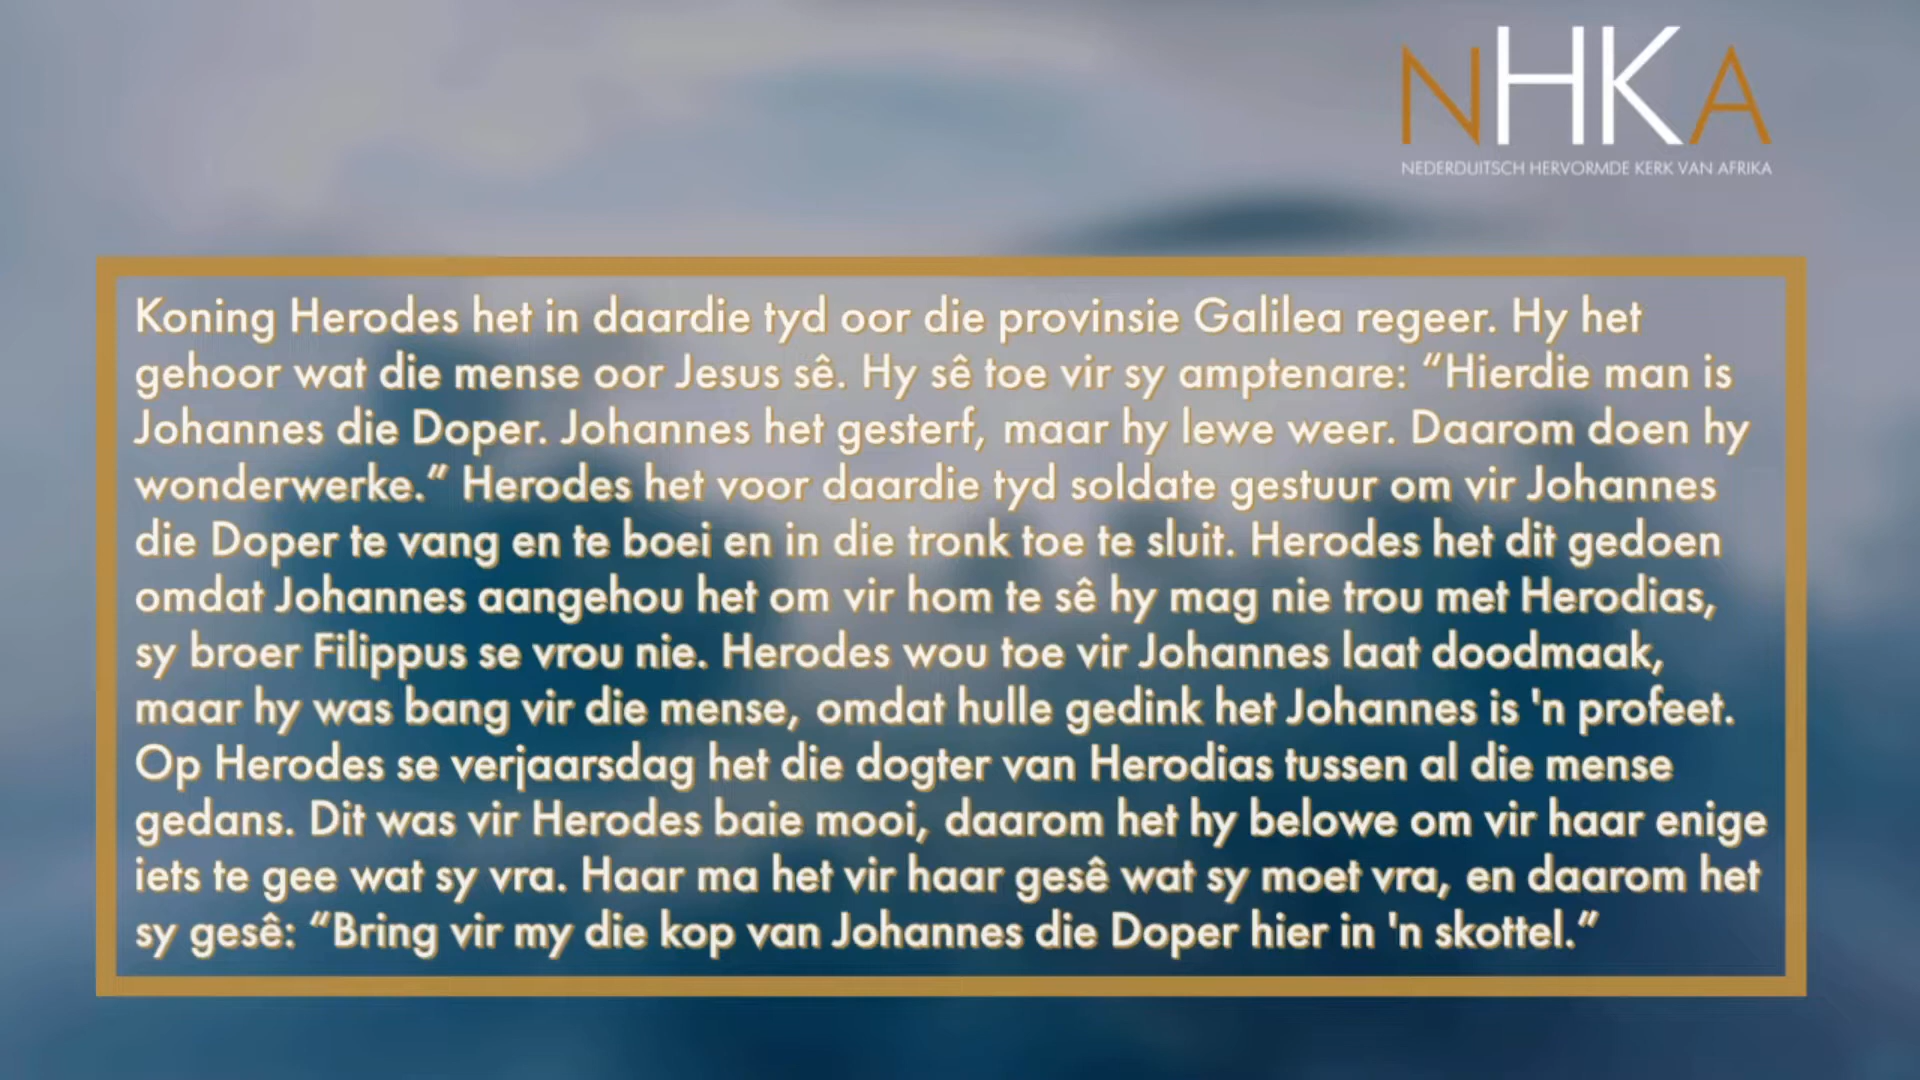 NHKA
NEDERDUITSCH HERVORMDE KERK VAN AFRIKA
Koning Herodes het in daardie tyd oor die provinsie Galilea regeer. Hy het
gehoor wat die mense oor Jesus sê. Hy sê toe vir sy amptenare: “Hierdie man is
Johannes die Doper. Johannes het gesterf, maar hy lewe weer. Daarom doen hy
wonderwerke.” Herodes het voor daardie tyd soldate gestuur om vir Johannes
die Doper te vang en te boei en in die tronk toe te sluit. Herodes het dit gedoen
omdat Johannes aangehou het om vir hom te sê hy mag nie trou met Herodias,
sy broer Filippus se vrou nie. Herodes wou toe vir Johannes laat doodmaak,
maar hy was bang vir die mense, omdat hulle gedink het Johannes is 'n profeet.
Op Herodes se verjaarsdag het die dogter van Herodias tussen al die mense
gedans. Dit was vir Herodes baie mooi, daarom het hy belowe om vir haar enige
iets te gee wat sy vra. Haar ma het vir haar gesê wat sy moet vra, en daarom het
sy gesê: “Bring vir my die kop van Johannes die Doper hier in 'n skottel.”